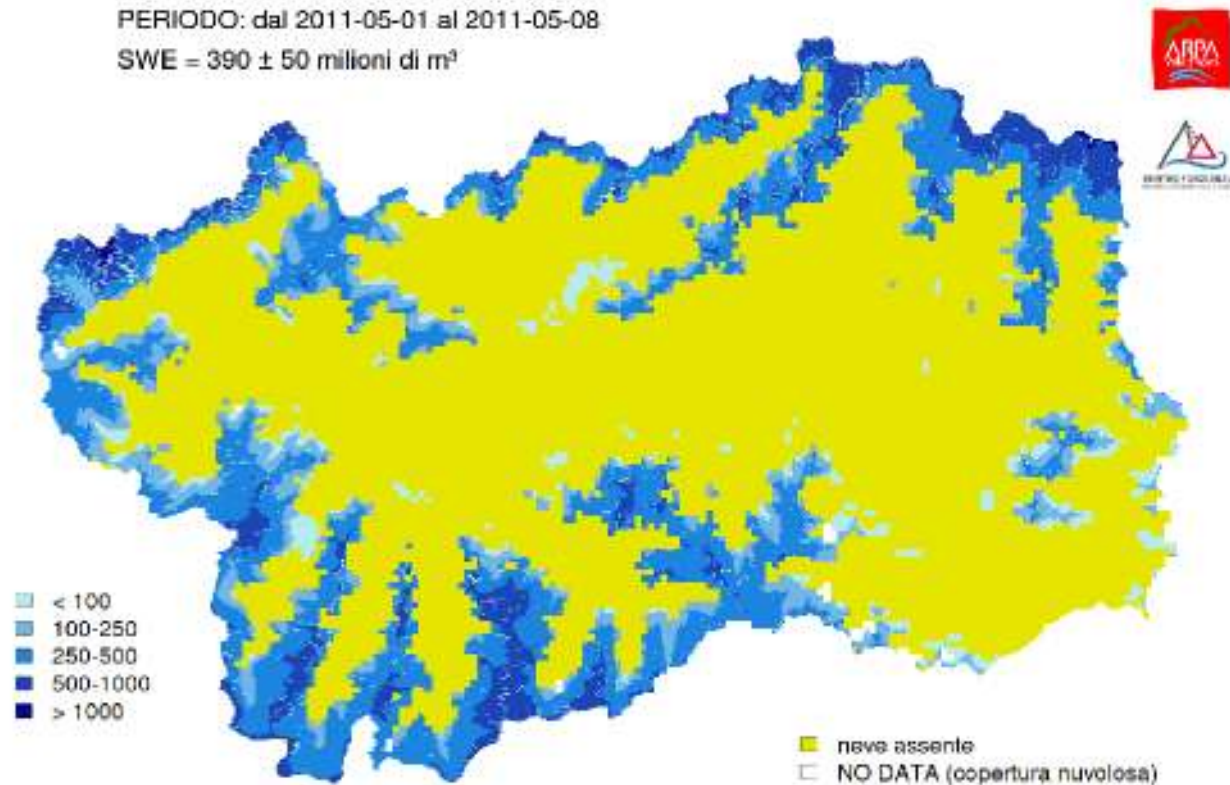 PERIODO: dal 2011-05-01 al 2011-05-08
SWE = 390 ± 50 milioni di m³
ARPA
< 100
100-250
250-500
500-1000
> 1000
neve assente
NO DATA (copertura nuvolosa)